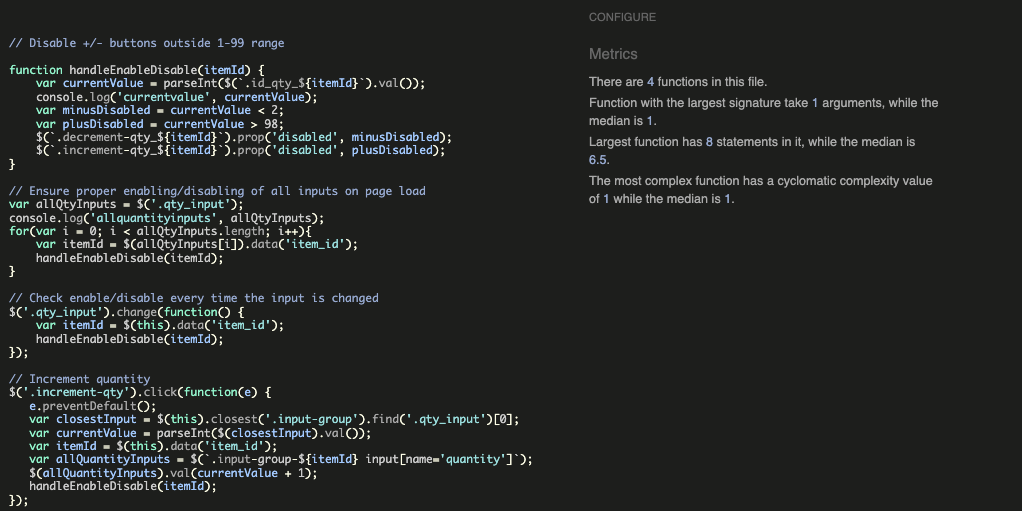 // Disable +/- buttons outside 1-99 range
function handleEnableDisable(itemId) {
    var currentValue = parseInt($(`.id_qty_${itemId}`).val());
    console.log('currentvalue', currentValue);
    var minusDisabled = currentValue < 2;
    var plusDisabled = currentValue > 98;
    $(`.decrement-qty_${itemId}`).prop('disabled', minusDisabled);
    $(`.increment-qty_${itemId}`).prop('disabled', plusDisabled);
}
// Ensure proper enabling/disabling of all inputs on page load
var allQtyInputs = $('.qty_input');
console.log('allquantityinputs', allQtyInputs);
for(var i = 0; i < allQtyInputs.length; i++){
    var itemId = $(allQtyInputs[i]).data('item_id');
    handleEnableDisable(itemId);
}
// Check enable/disable every time the input is changed
$('.qty_input').change(function() {
    var itemId = $(this).data('item_id');
    handleEnableDisable(itemId);
});
// Increment quantity
$('.increment-qty').click(function(e) {
   e.preventDefault();
   var closestInput = $(this).closest('.input-group').find('.qty_input')[0];
   var currentValue = parseInt($(closestInput).val());
   var itemId = $(this).data('item_id');
   var allQuantityInputs = $(`.input-group-${itemId} input[name='quantity']`);
   $(allQuantityInputs).val(currentValue + 1);
   handleEnableDisable(itemId);
});
CONFIGURE
Metrics
There are 4 functions in this file.
Function with the largest signature take 1 arguments, while the
median is 1.
Largest function has 8 statements in it, while the median is
6.5.
The most complex function has a cyclomatic complexity value
of 1 while the median is 1.